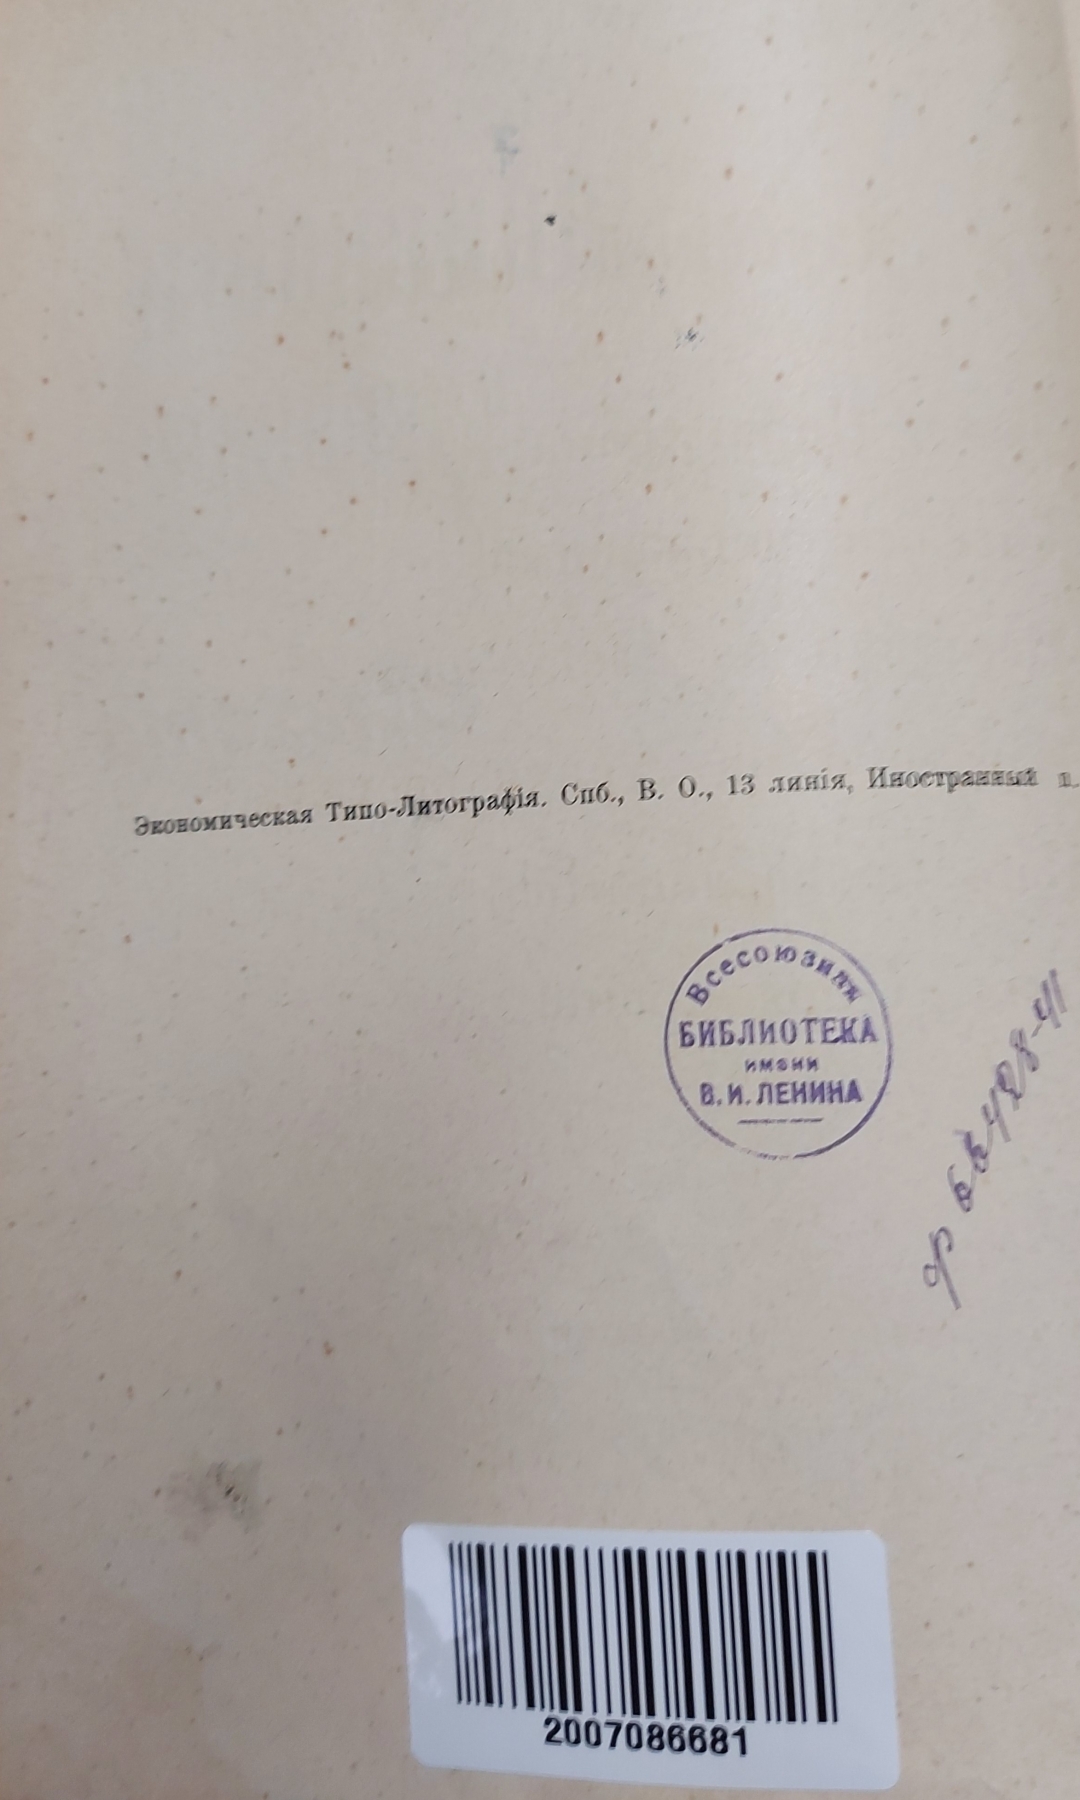 Экономическая Типо-Литографія. Спб., В. О., 13 линія, Иностранный п.
Всесоюзная
БИБЛИОТЕКА
имени
В. И. ЛЕНИНА
2007086681